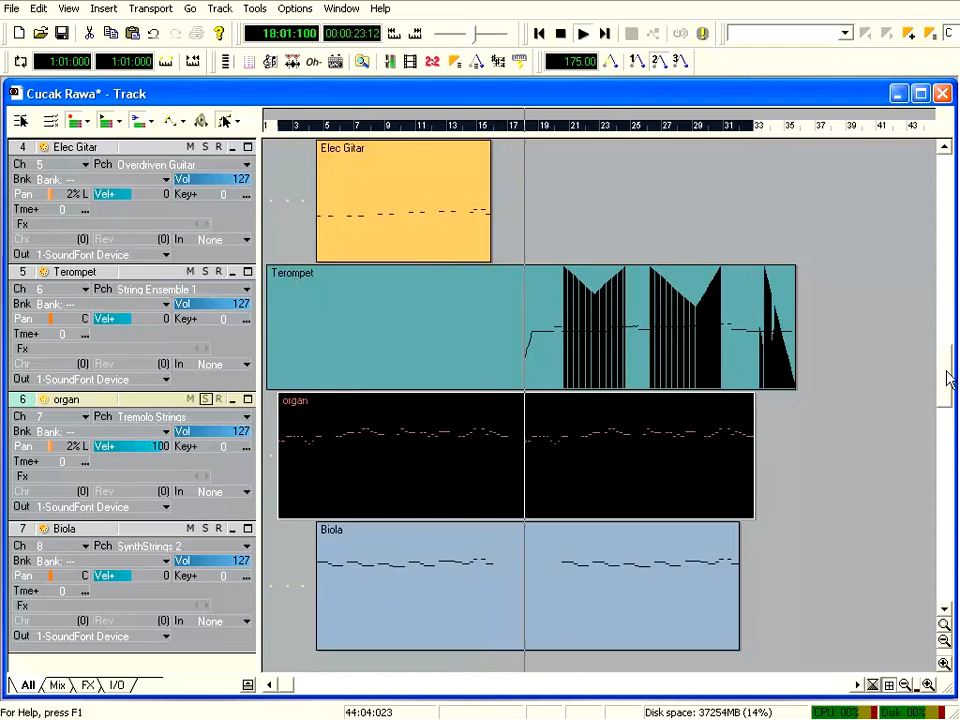 File Edit View Insert Transport Go Track Tools Options Window Help
18:01:100 00:00:23:12
1:01:000 1:01:000 Oh- 2:2 175.00
Cucak Rawa* - Track
1 3 5 7 9 11 13 15 17 19 21 23 25 27 29 31 33 35 37 39 41 43
4 Elec Gitar M S R
Ch 5 Pch Overdriven Guitar
Bnk Bank: --- Vol 127
Pan 2% L Vel+ 0 Key+ 0
Tme+ 0 ...
Fx
Chr (0) Rev (0) In None
Out 1-SoundFont Device
Elec Gitar
5 Terompet M S R
Ch 6 Pch String Ensemble 1
Bnk Bank: --- Vol 127
Pan C Vel+ 0 Key+ 0
Tme+ 0 ...
Fx
Chr (0) Rev (0) In None
Out 1-SoundFont Device
Terompet
6 organ M S R
Ch 7 Pch Tremolo Strings
Bnk Bank: --- Vol 127
Pan 2% L Vel+ 100 Key+ 0
Tme+ 0 ...
Fx
Chr (0) Rev (0) In None
Out 1-SoundFont Device
organ
7 Biola M S R
Ch 8 Pch SynthStrings 2
Bnk Bank: --- Vol 127
Pan C Vel+ 0 Key+ 0
Tme+ 0 ...
Fx
Chr (0) Rev (0) In None
Out 1-SoundFont Device
Biola
All Mix FX I/O
For Help, press F1 44:04:023 Disk space: 37254MB (14%) CPU: 00% Disk: 00%